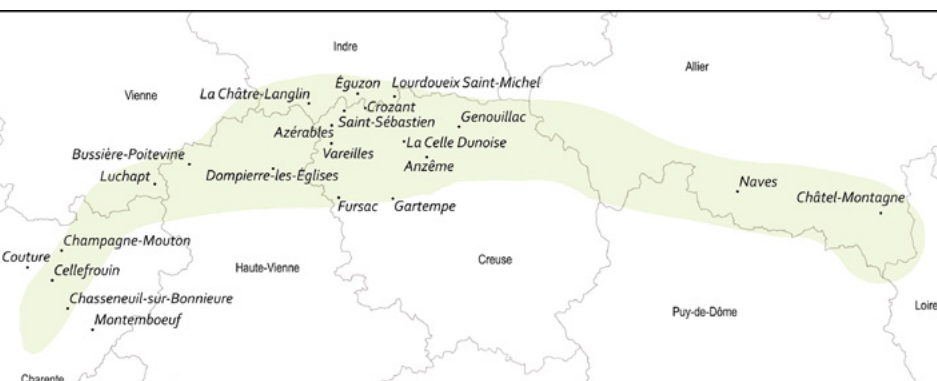 Indre
Allier
Vienne
Éguzon
Lourdoueix Saint-Michel
La Châtre-Langlin
Crozant
Genouillac
Saint-Sébastien
Azérables
La Celle Dunoise
Bussière-Poitevine
Vareilles
Anzême
Luchapt
Dompierre-les-Églises
Naves
Châtel-Montagne
Fursac
Gartempe
Champagne-Mouton
Couture
Creuse
Cellefrouin
Haute-Vienne
Chasseneuil-sur-Bonnieure
Loire
Puy-de-Dôme
Montemboeuf
Charente